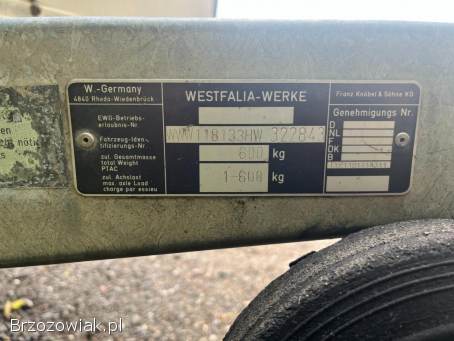 W.-Germany
4840 Rheda-Wiedenbrück
WESTFALIA-WERKE
Franz Knöbel & Söhne KG
EWG-Betriebs-
erlaubnis-Nr.
Genehmigungs Nr.
Fahrzeug-Iden-
tifizierungs-Nr.
322843
D
NL
F
DK
B
zul. Gesamtmasse
total Weight
PTAC
600 kg
zul. Achslast
max. axle Load
charge par essieu
1-600 kg
nöti
Brzozowiak.pl